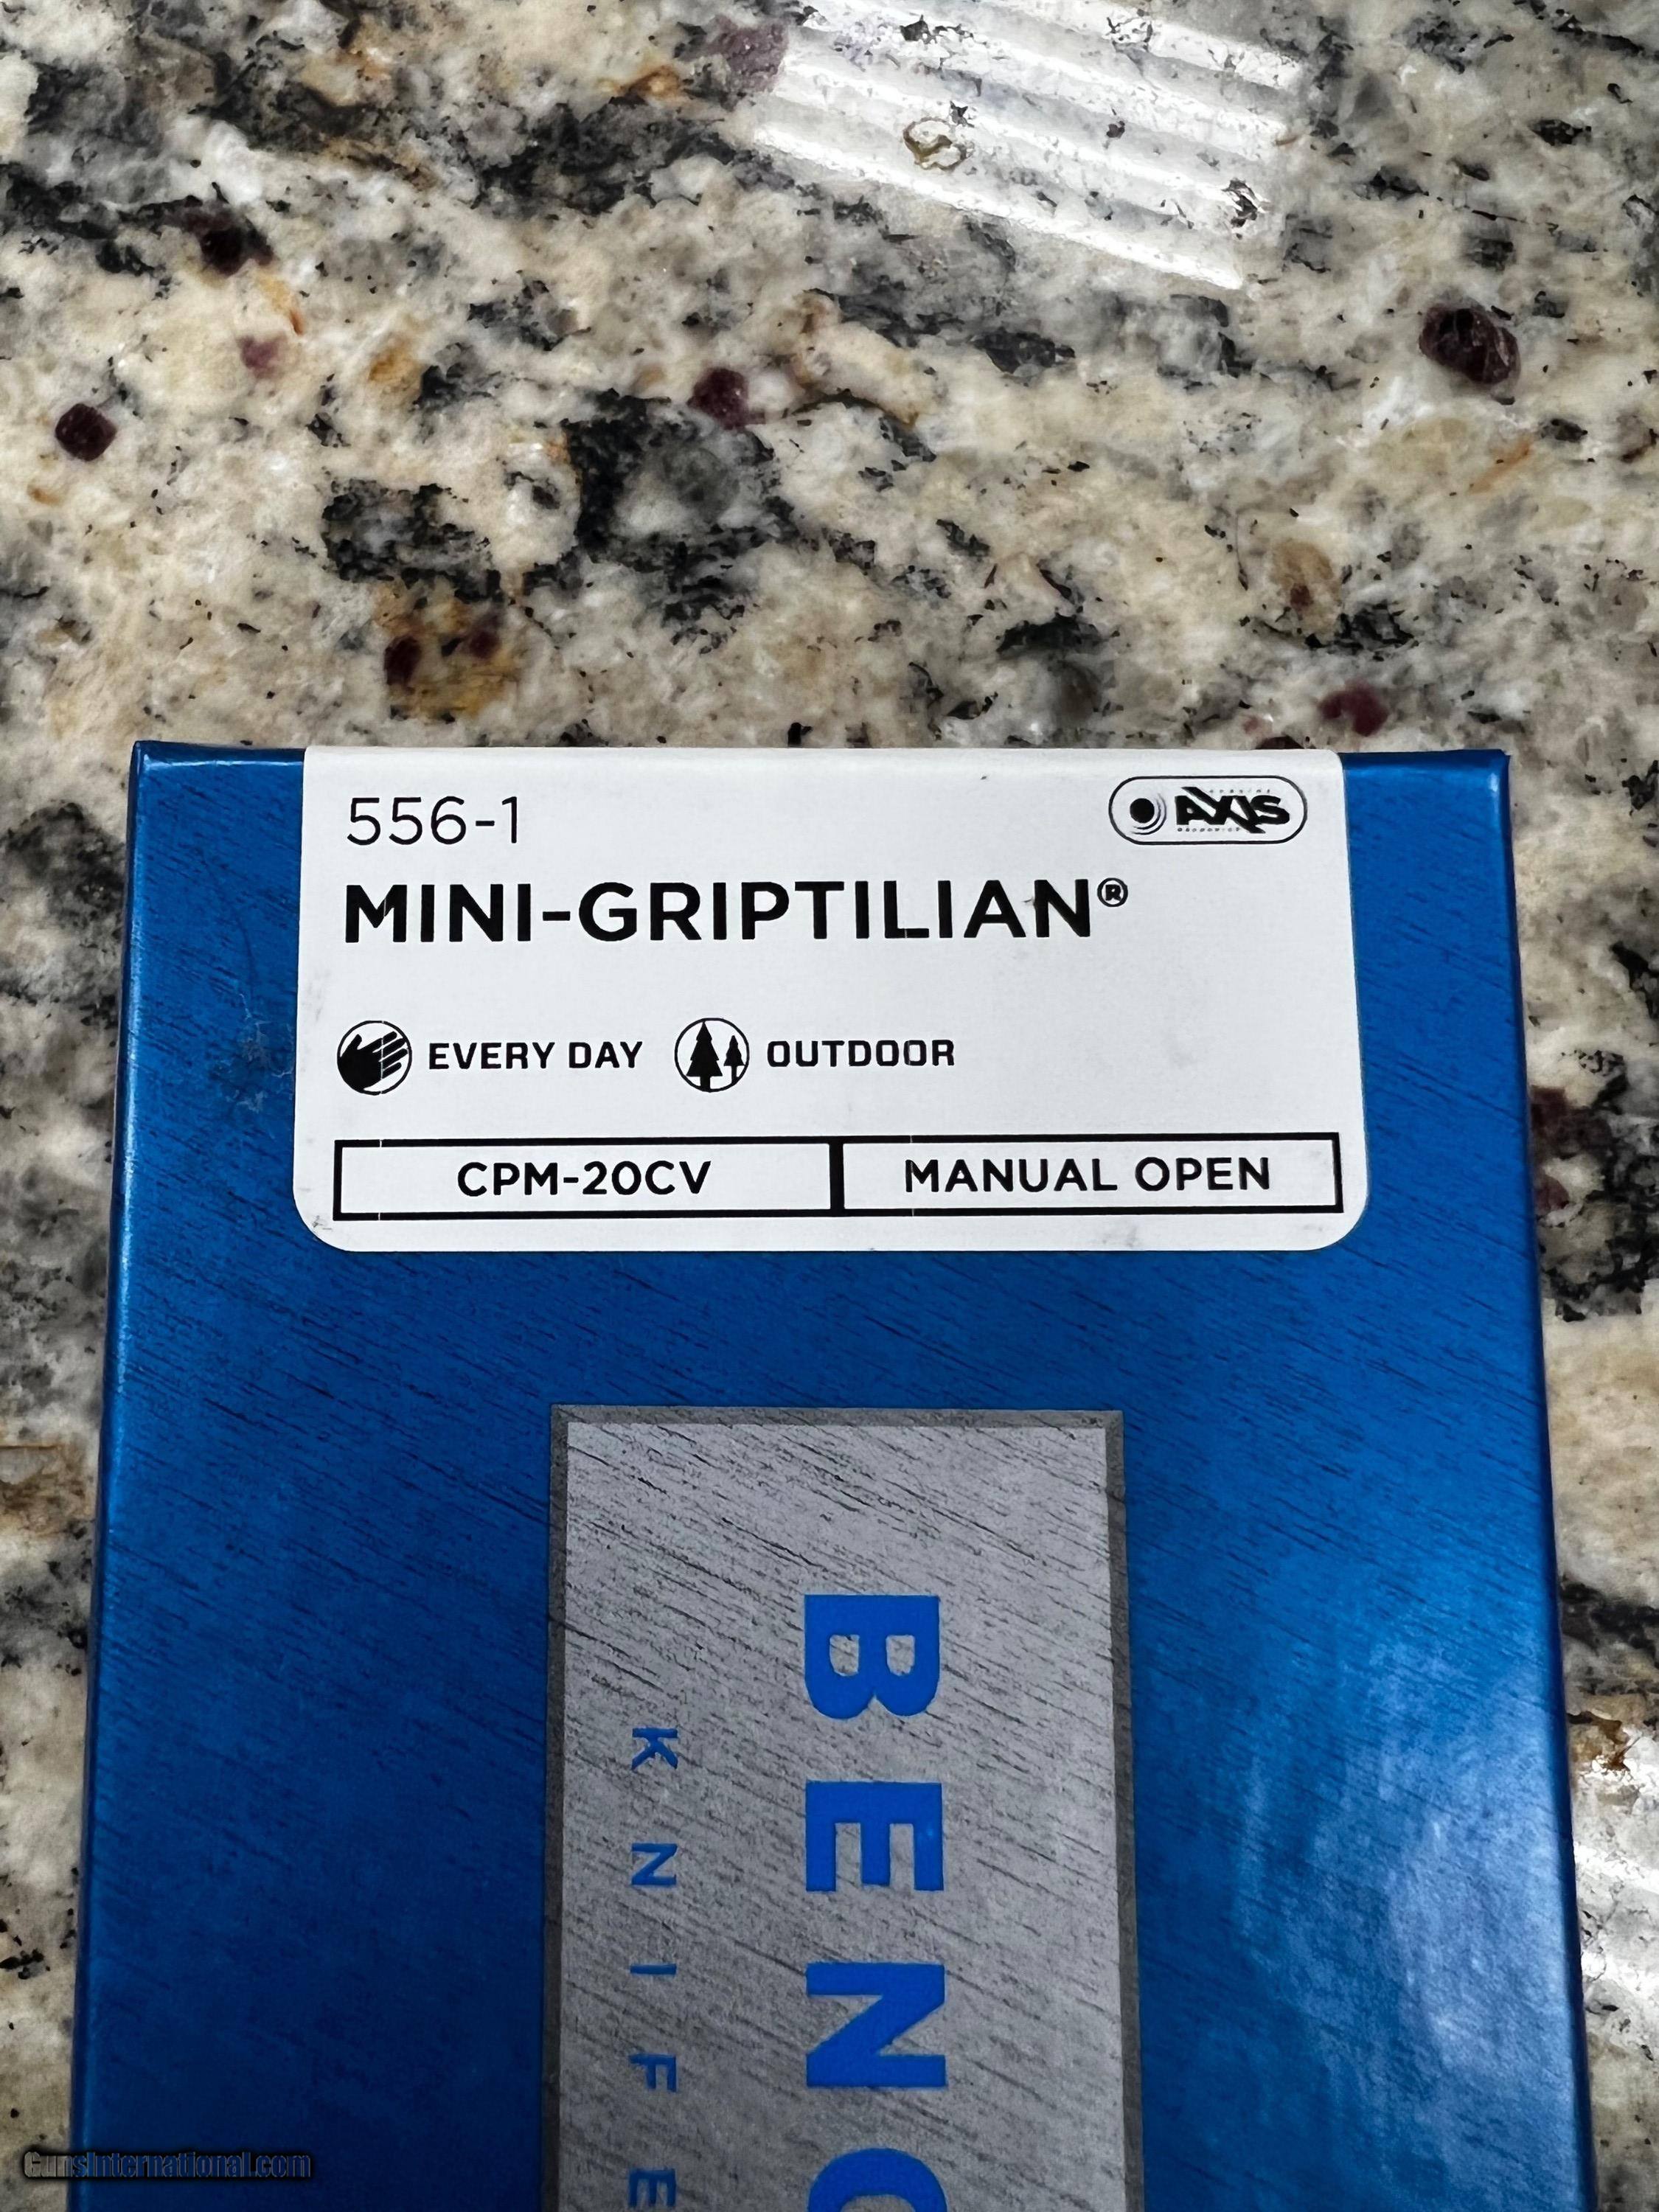 556-1
AXIS
MINI-GRIPTILIAN®
EVERY DAY OUTDOOR
CPM-20CV MANUAL OPEN
BENC
KNIFE
GunsInternational.com